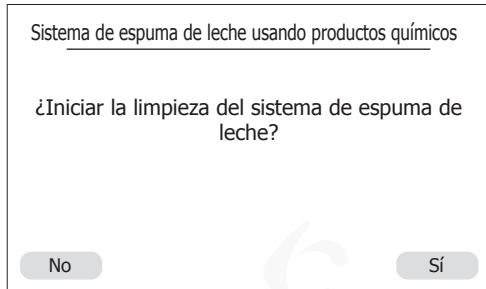 Sistema de espuma de leche usando productos químicos
¿Iniciar la limpieza del sistema de espuma de
leche?
No
Sí